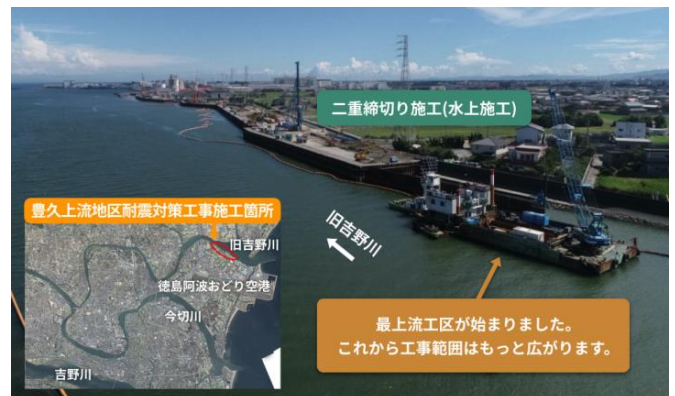 二重締切り施工(水上施工)
豊久上流地区耐震対策工事施工箇所
旧吉野川
徳島阿波おどり空港
今切川
吉野川
旧吉野川
最上流工区が始まりました。
これから工事範囲はもっと広がります。